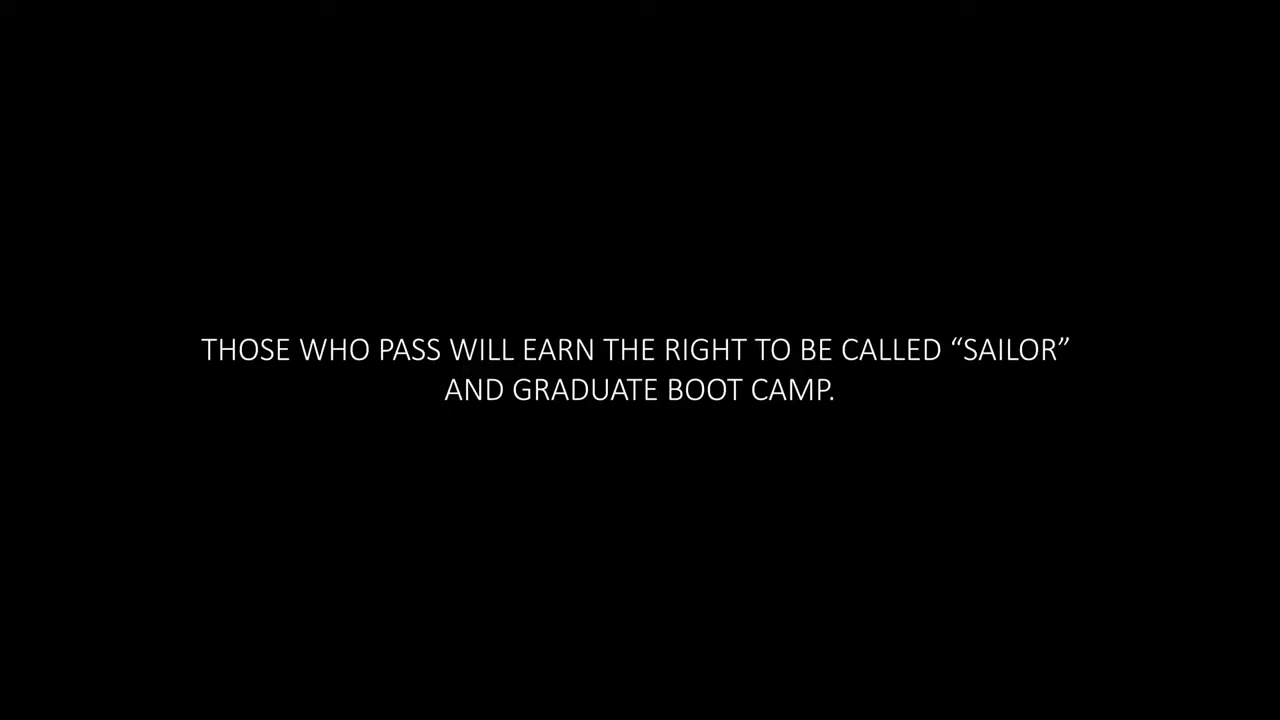 THOSE WHO PASS WILL EARN THE RIGHT TO BE CALLED “SAILOR”
AND GRADUATE BOOT CAMP.